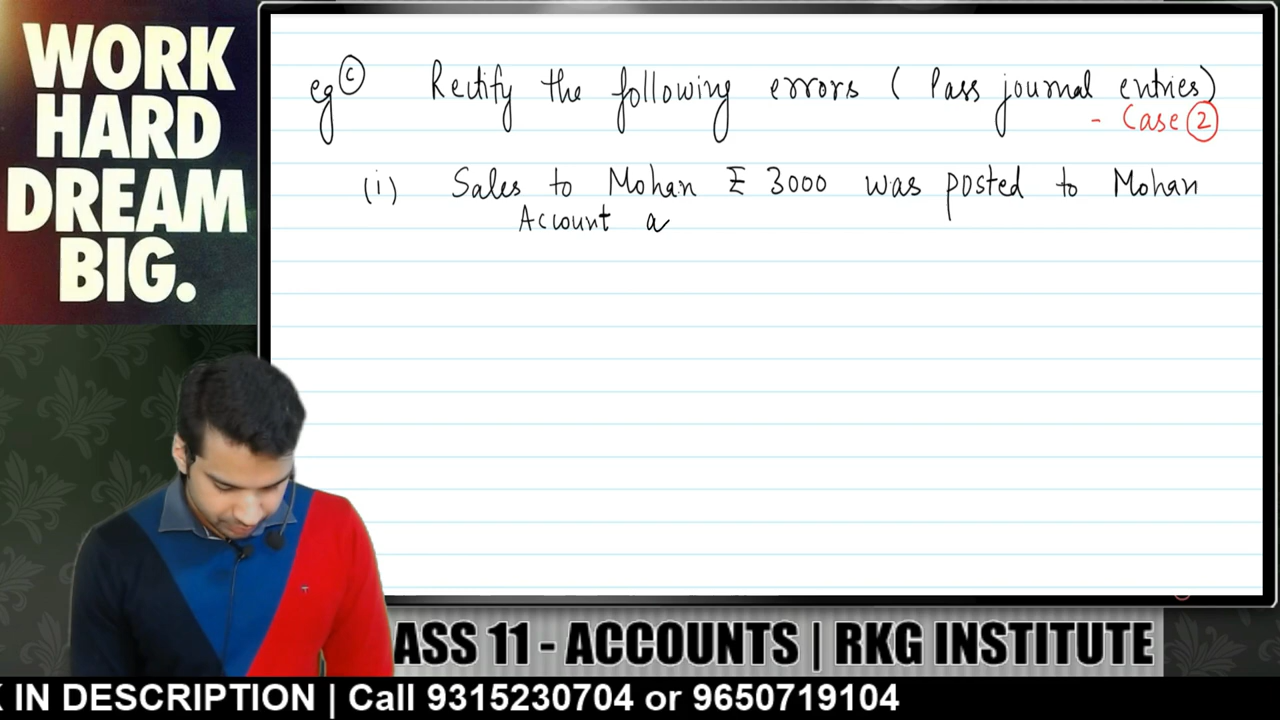 WORK
HARD
DREAM
BIG.
eg (c) Rectify the following errors ( Pass journal entries)
- Case (2)
(i) Sales to Mohan ₹ 3000 was posted to Mohan
Account a
ASS 11 - ACCOUNTS | RKG INSTITUTE
IN DESCRIPTION | Call 9315230704 or 9650719104